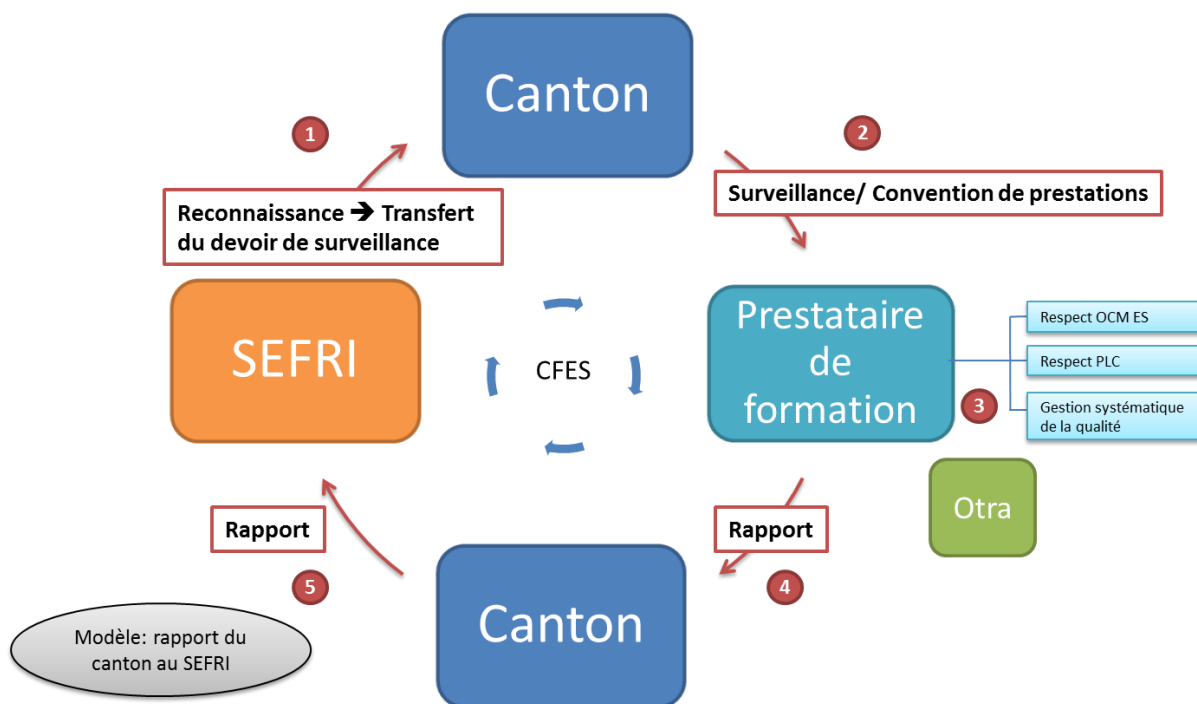 Canton
1
2
Reconnaissance ➔ Transfert
du devoir de surveillance
Surveillance/ Convention de prestations
SEFRI
CFES
Prestataire
de
formation
Respect OCM ES
Respect PLC
3
Gestion systématique
de la qualité
Otra
Rapport
Rapport
5
Canton
4
Modèle: rapport du
canton au SEFRI